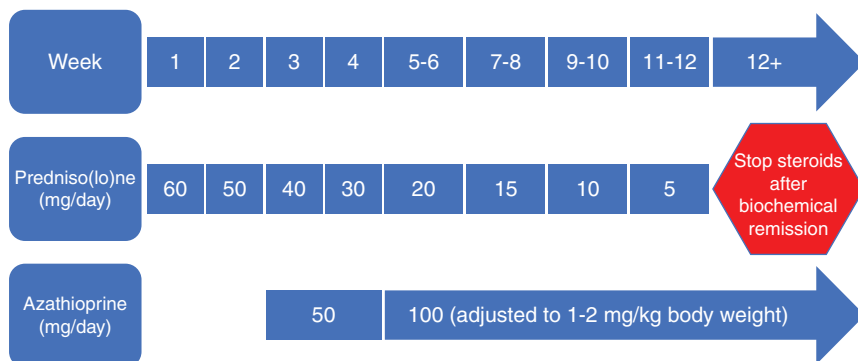 Week
1 2 3 4 5-6 7-8 9-10 11-12 12+
Predniso(lo)ne
(mg/day)
60 50 40 30 20 15 10 5
Stop steroids
after
biochemical
remission
Azathioprine
(mg/day)
50 100 (adjusted to 1-2 mg/kg body weight)